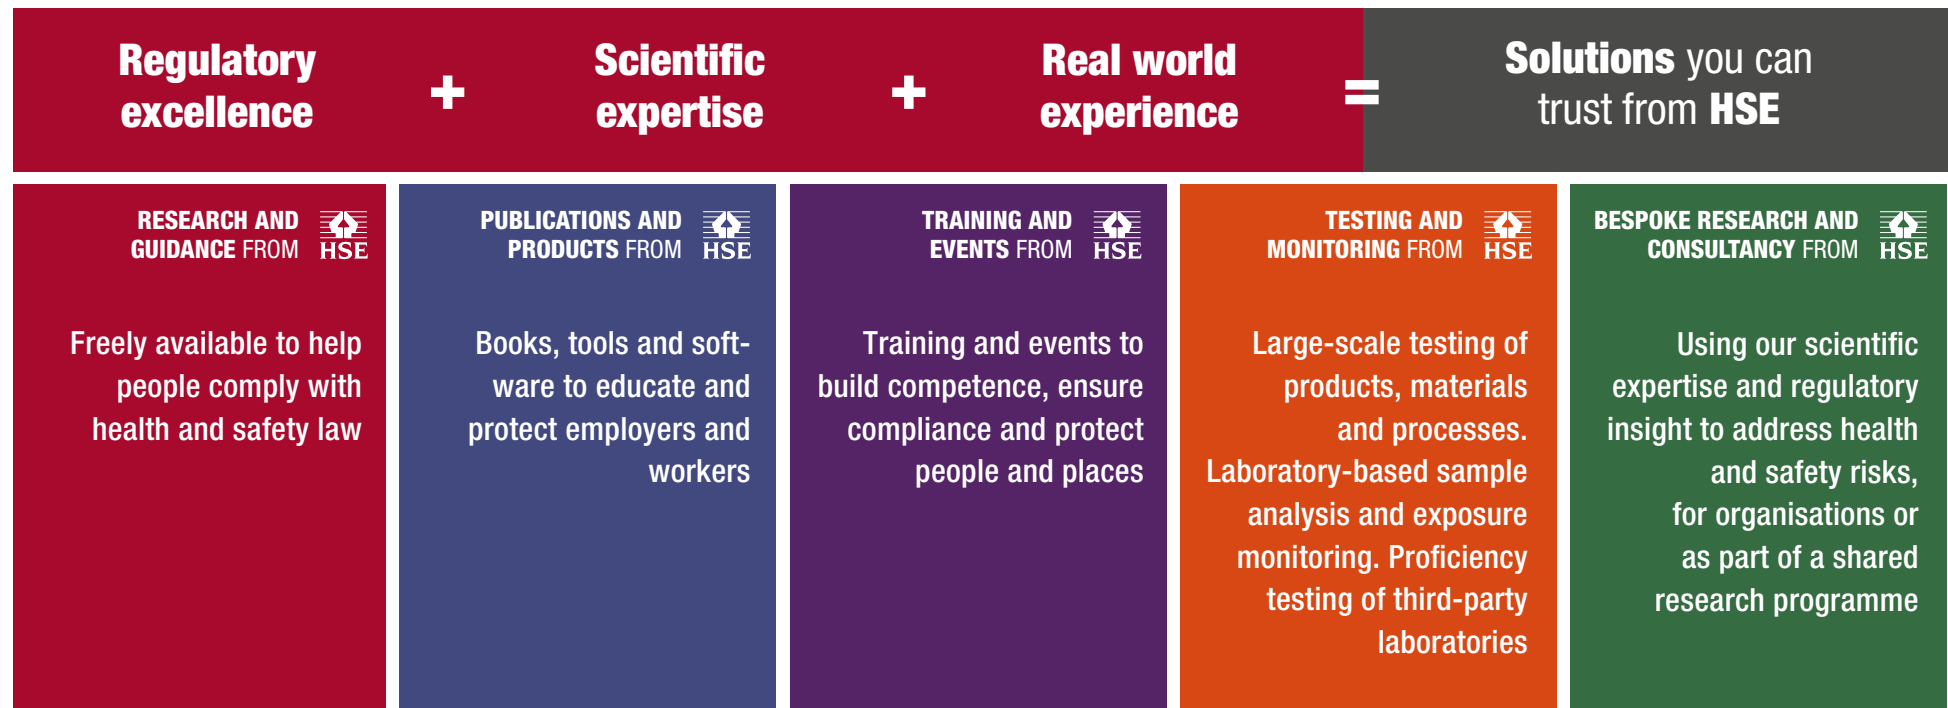 Regulatory
excellence
+
Scientific
expertise
+
Real world
experience
=
Solutions you can
trust from HSE
RESEARCH AND
GUIDANCE FROM HSE
Freely available to help
people comply with
health and safety law
PUBLICATIONS AND
PRODUCTS FROM HSE
Books, tools and soft-
ware to educate and
protect employers and
workers
TRAINING AND
EVENTS FROM HSE
Training and events to
build competence, ensure
compliance and protect
people and places
TESTING AND
MONITORING FROM HSE
Large-scale testing of
products, materials
and processes.
Laboratory-based sample
analysis and exposure
monitoring. Proficiency
testing of third-party
laboratories
BESPOKE RESEARCH AND
CONSULTANCY FROM HSE
Using our scientific
expertise and regulatory
insight to address health
and safety risks,
for organisations or
as part of a shared
research programme